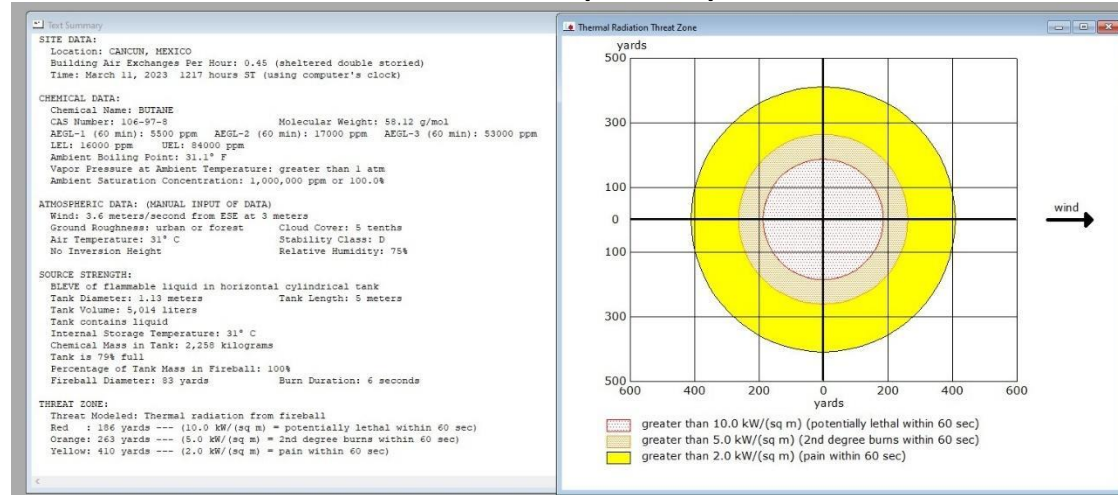 Text Summary
SITE DATA:
Location: CANCUN, MEXICO
Building Air Exchanges Per Hour: 0.45 (sheltered double storied)
Time: March 11, 2023 1217 hours ST (using computer's clock)
CHEMICAL DATA:
Chemical Name: BUTANE
CAS Number: 106-97-8 Molecular Weight: 58.12 g/mol
AEGL-1 (60 min): 5500 ppm AEGL-2 (60 min): 17000 ppm AEGL-3 (60 min): 53000 ppm
LEL: 16000 ppm UEL: 84000 ppm
Ambient Boiling Point: 31.1° F
Vapor Pressure at Ambient Temperature: greater than 1 atm
Ambient Saturation Concentration: 1,000,000 ppm or 100.0%
ATMOSPHERIC DATA: (MANUAL INPUT OF DATA)
Wind: 3.6 meters/second from ESE at 3 meters
Ground Roughness: urban or forest Cloud Cover: 5 tenths
Air Temperature: 31° C Stability Class: D
No Inversion Height Relative Humidity: 75%
SOURCE STRENGTH:
BLEVE of flammable liquid in horizontal cylindrical tank
Tank Diameter: 1.13 meters Tank Length: 5 meters
Tank Volume: 5,014 liters
Tank contains liquid
Internal Storage Temperature: 31° C
Chemical Mass in Tank: 2,258 kilograms
Tank is 79% full
Percentage of Tank Mass in Fireball: 100%
Fireball Diameter: 83 yards Burn Duration: 6 seconds
THREAT ZONE:
Threat Modeled: Thermal radiation from fireball
Red : 186 yards --- (10.0 kW/(sq m) = potentially lethal within 60 sec)
Orange: 263 yards --- (5.0 kW/(sq m) = 2nd degree burns within 60 sec)
Yellow: 410 yards --- (2.0 kW/(sq m) = pain within 60 sec)
Thermal Radiation Threat Zone
yards
500
300
100
0
100
300
500
600 400 200 0 200 400 600
yards
wind
greater than 10.0 kW/(sq m) (potentially lethal within 60 sec)
greater than 5.0 kW/(sq m) (2nd degree burns within 60 sec)
greater than 2.0 kW/(sq m) (pain within 60 sec)